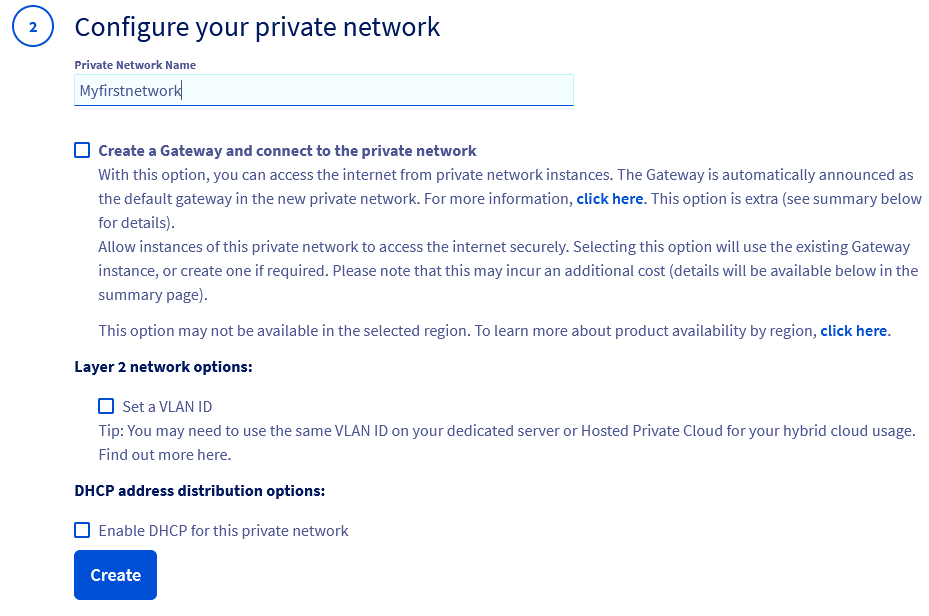 2
Configure your private network
Private Network Name
Myfirstnetwork
Create a Gateway and connect to the private network
With this option, you can access the internet from private network instances. The Gateway is automatically announced as
the default gateway in the new private network. For more information, click here. This option is extra (see summary below
for details).
Allow instances of this private network to access the internet securely. Selecting this option will use the existing Gateway
instance, or create one if required. Please note that this may incur an additional cost (details will be available below in the
summary page).
This option may not be available in the selected region. To learn more about product availability by region, click here.
Layer 2 network options:
Set a VLAN ID
Tip: You may need to use the same VLAN ID on your dedicated server or Hosted Private Cloud for your hybrid cloud usage.
Find out more here.
DHCP address distribution options:
Enable DHCP for this private network
Create